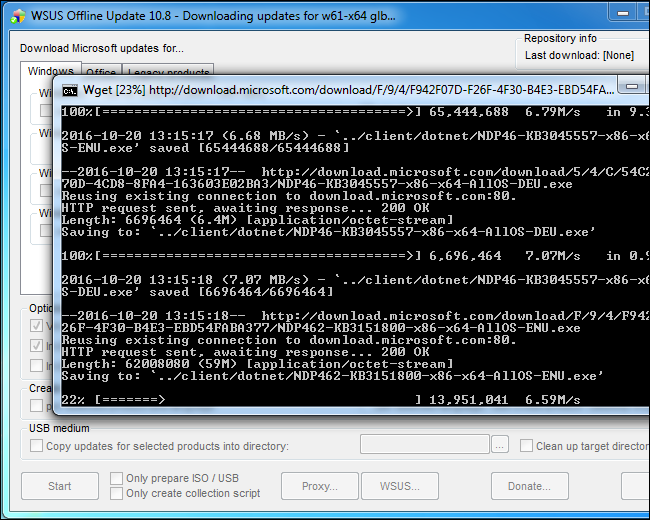 WSUS Offline Update 10.8 - Downloading updates for w61-x64 glb...
Download Microsoft updates for...
Repository info
Last download: [None]
Windows Office Legacy products
Wget [23%] http://download.microsoft.com/download/F/9/4/F942F07D-F26F-4F30-B4E3-EBD54FA...
100%[======================================>] 65,444,688 6.79M/s in 9.3
2016-10-20 13:15:17 (6.68 MB/s) - `../client/dotnet/NDP46-KB3045557-x86-x6
S-ENU.exe' saved [65444688/65444688]
--2016-10-20 13:15:17-- http://download.microsoft.com/download/5/4/C/54C2
70D-4CD8-8FA4-163603E02BA3/NDP46-KB3045557-x86-x64-AllOS-DEU.exe
Reusing existing connection to download.microsoft.com:80.
HTTP request sent, awaiting response... 200 OK
Length: 6696464 (6.4M) [application/octet-stream]
Saving to: `../client/dotnet/NDP46-KB3045557-x86-x64-AllOS-DEU.exe'
100%[======================================>] 6,696,464 7.07M/s in 0.9
2016-10-20 13:15:18 (7.07 MB/s) - `../client/dotnet/NDP46-KB3045557-x86-x6
S-DEU.exe' saved [6696464/6696464]
--2016-10-20 13:15:18-- http://download.microsoft.com/download/F/9/4/F942
26F-4F30-B4E3-EBD54FABA377/NDP462-KB3151800-x86-x64-AllOS-ENU.exe
Reusing existing connection to download.microsoft.com:80.
HTTP request sent, awaiting response... 200 OK
Length: 62008080 (59M) [application/octet-stream]
Saving to: `../client/dotnet/NDP462-KB3151800-x86-x64-AllOS-ENU.exe'
22% [=======> ] 13,951,041 6.59M/s
USB medium
Copy updates for selected products into directory:
...
Clean up target director
Start
Only prepare ISO / USB
Only create collection script
Proxy...
WSUS...
Donate...